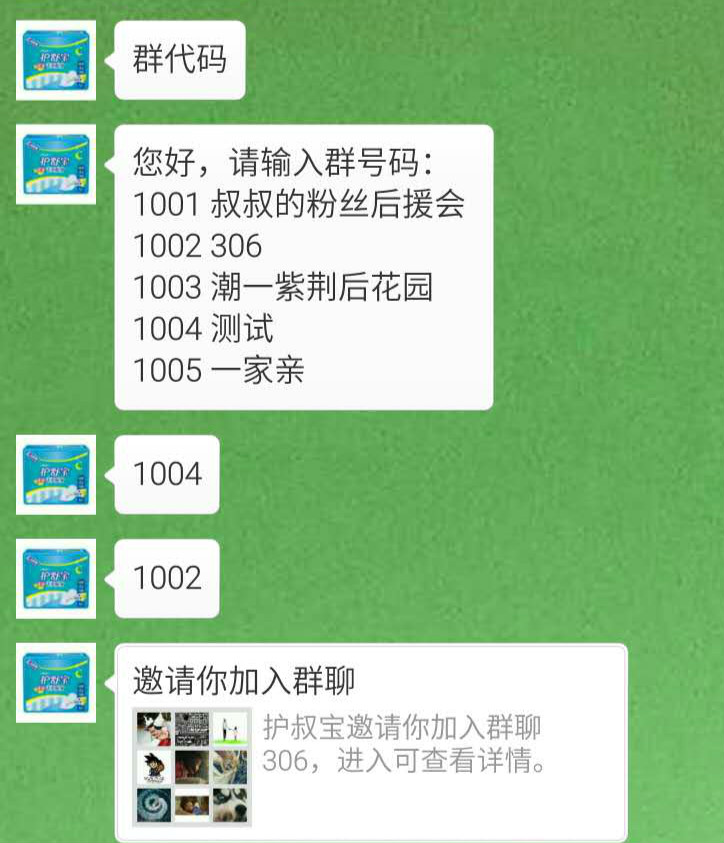 群代码
您好，请输入群号码：
1001 叔叔的粉丝后援会
1002 306
1003 潮一紫荆后花园
1004 测试
1005 一家亲
1004
1002
邀请你加入群聊
护叔宝邀请你加入群聊
306，进入可查看详情。